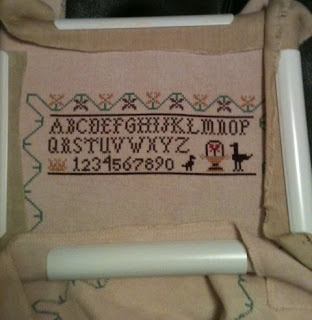 ABCDEFGHIJKLMNOP
QRSTUVWXYZ
1234567890